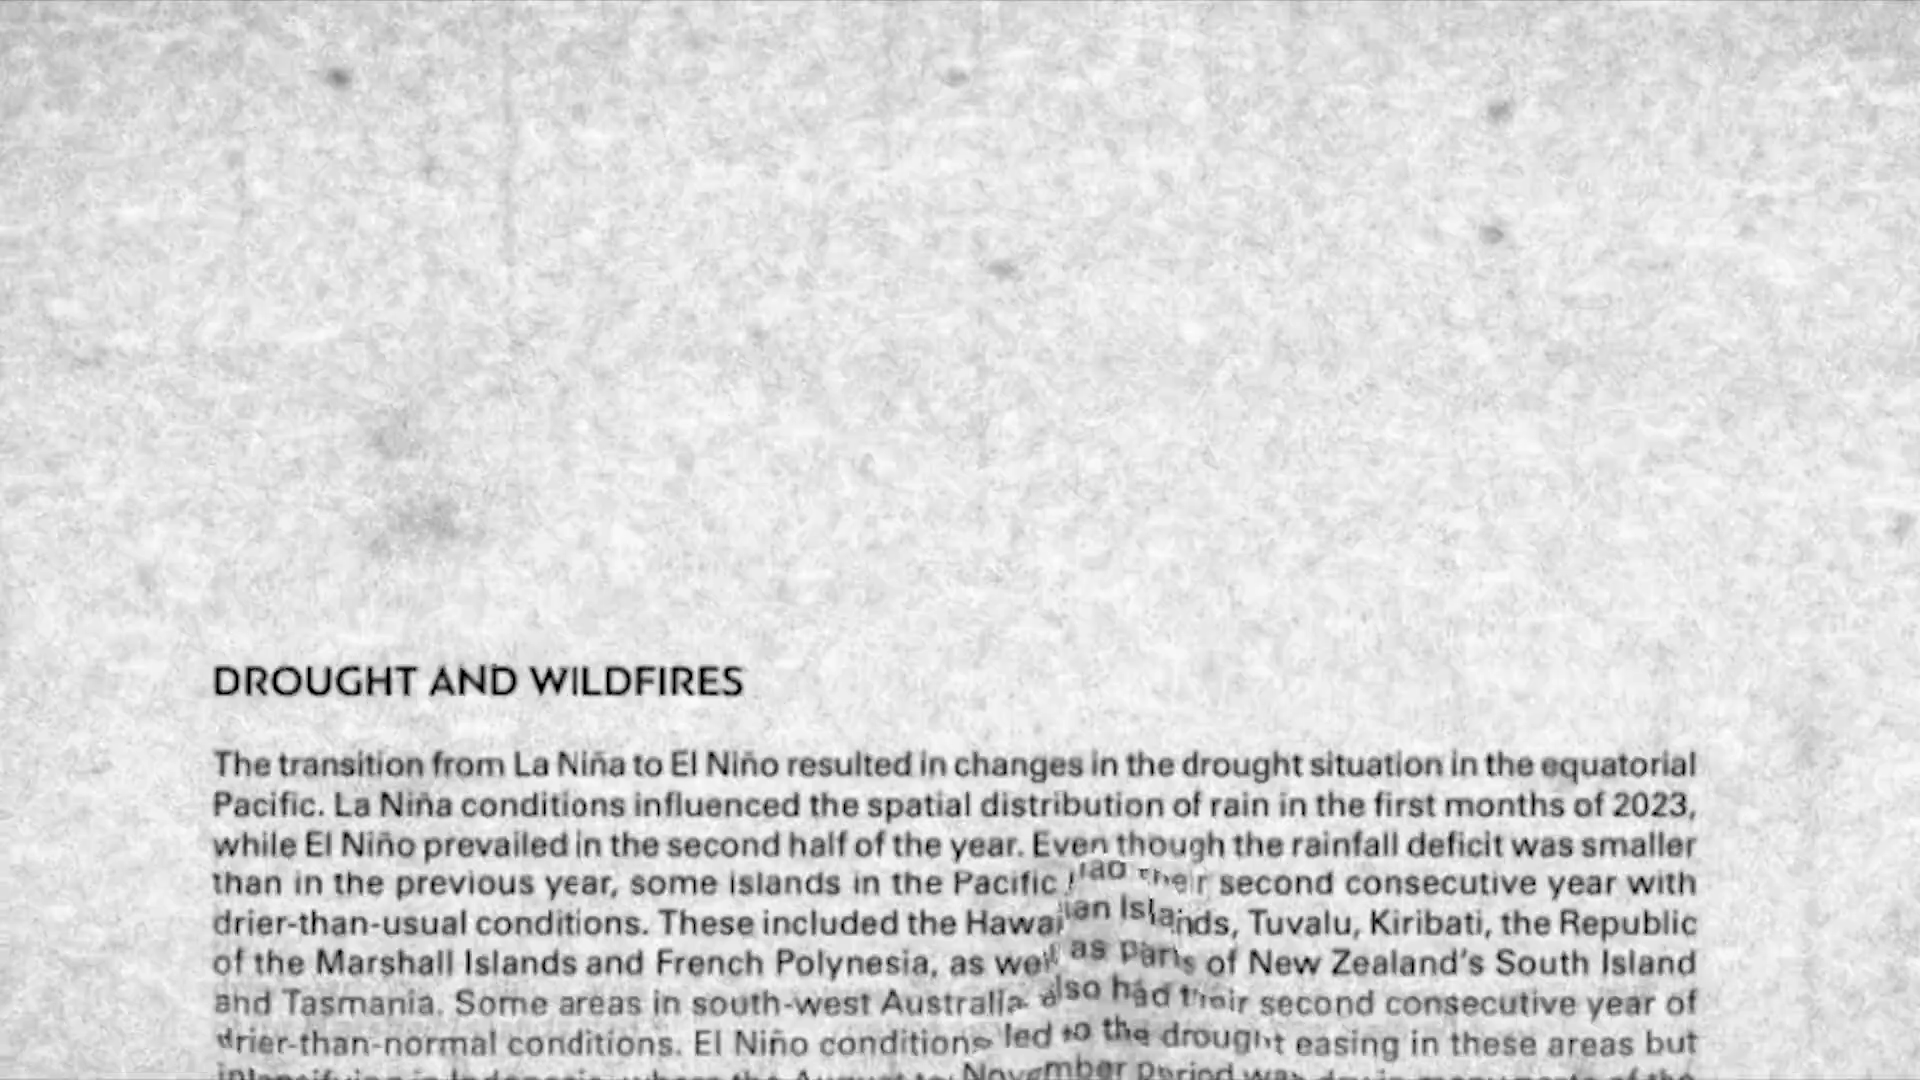 DROUGHT AND WILDFIRES
The transition from La Niña to El Niño resulted in changes in the drought situation in the equatorial
Pacific. La Niña conditions influenced the spatial distribution of rain in the first months of 2023,
while El Niño prevailed in the second half of the year. Even though the rainfall deficit was smaller
than in the previous year, some islands in the Pacific had their second consecutive year with
drier-than-usual conditions. These included the Hawaiian Islands, Tuvalu, Kiribati, the Republic
of the Marshall Islands and French Polynesia, as well as parts of New Zealand's South Island
and Tasmania. Some areas in south-west Australia also had their second consecutive year of
drier-than-normal conditions. El Niño conditions led to the drought easing in these areas but
November period was